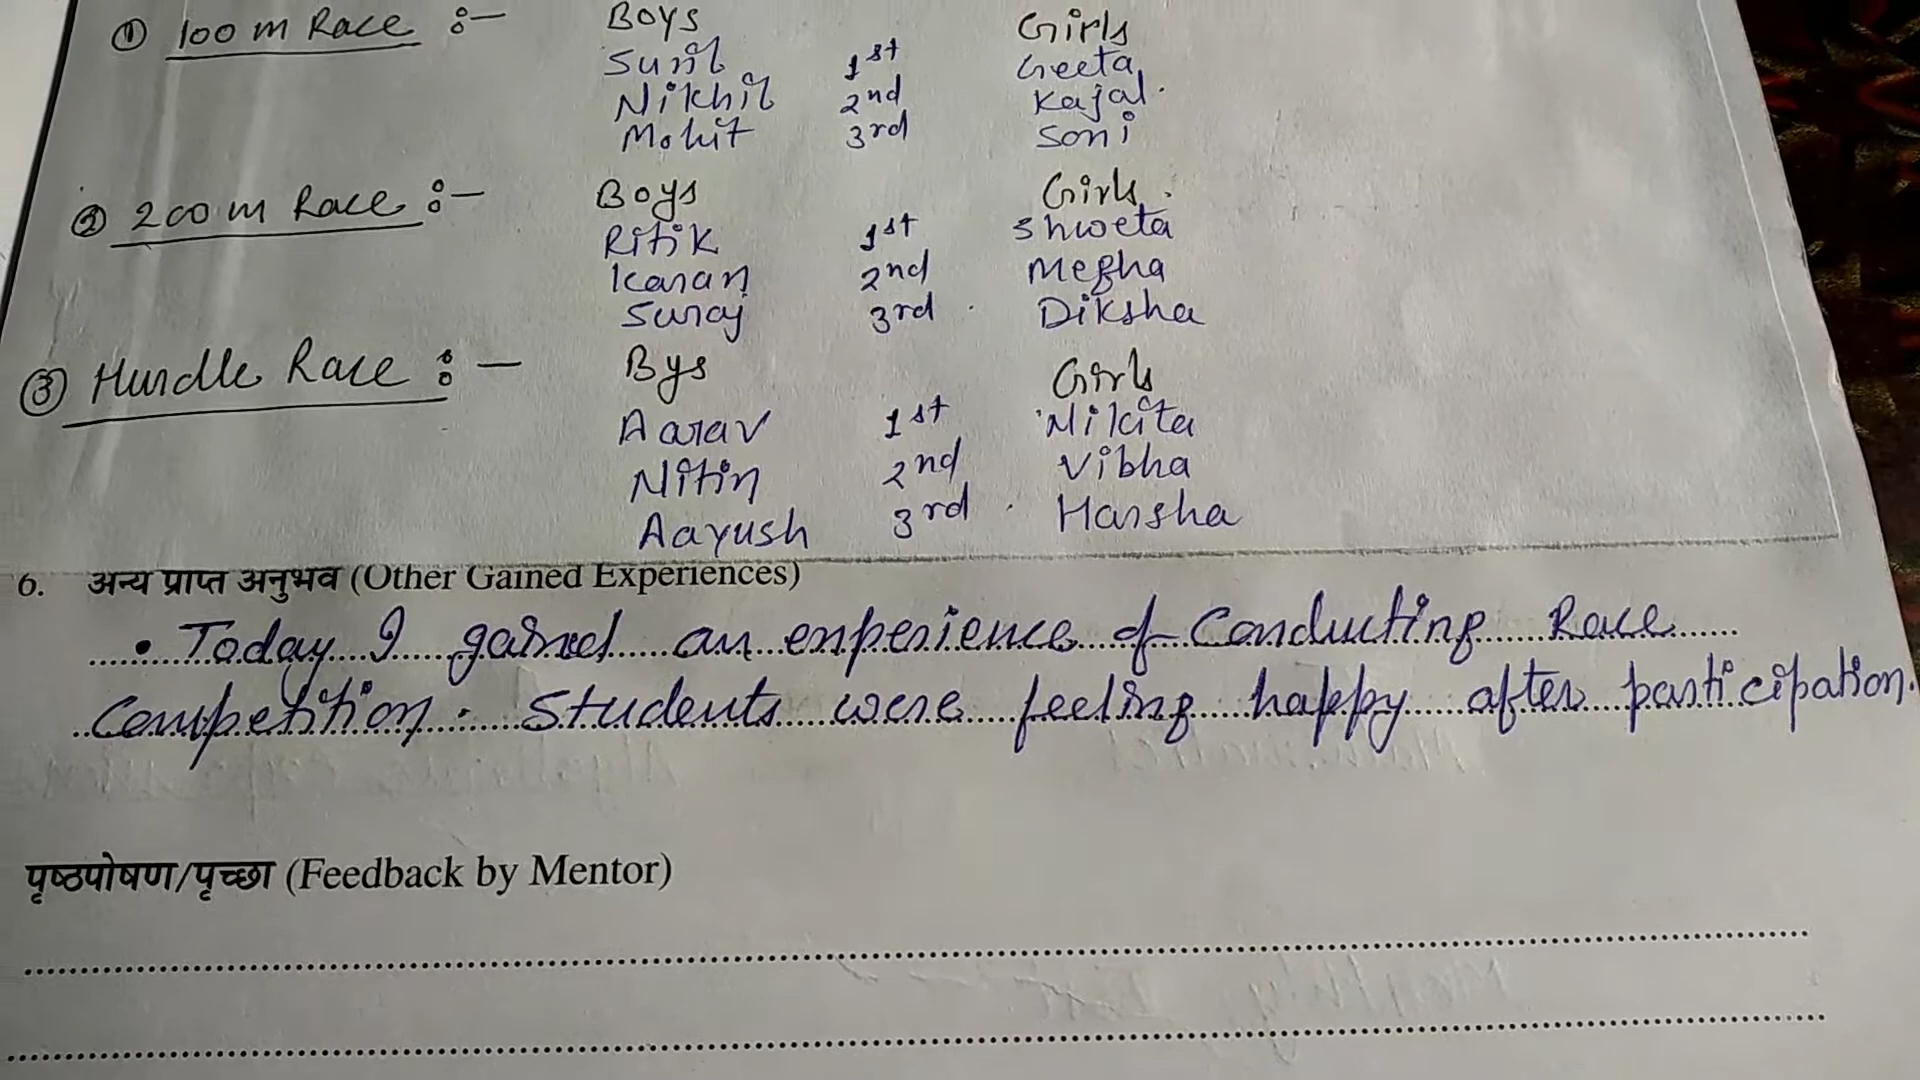 ① 100 m Race :- Boys Girls
Sunil 1st Geeta
Nikhil 2nd Kajal.
Mohit 3rd Soni
② 200 m Race :- Boys Girls.
Ritik 1st Shweta
Karan 2nd Megha
Suraj 3rd. Diksha
③ Hurdle Race :- Bys Girls
Aarav 1st Nikita
Nitin 2nd Vibha
Aayush 3rd. Harsha
6. अन्य प्राप्त अनुभव (Other Gained Experiences)
• Today I gained an experience of Conducting Race
Competition. Students were feeling happy after participation.
पृष्ठपोषण/पृच्छा (Feedback by Mentor)